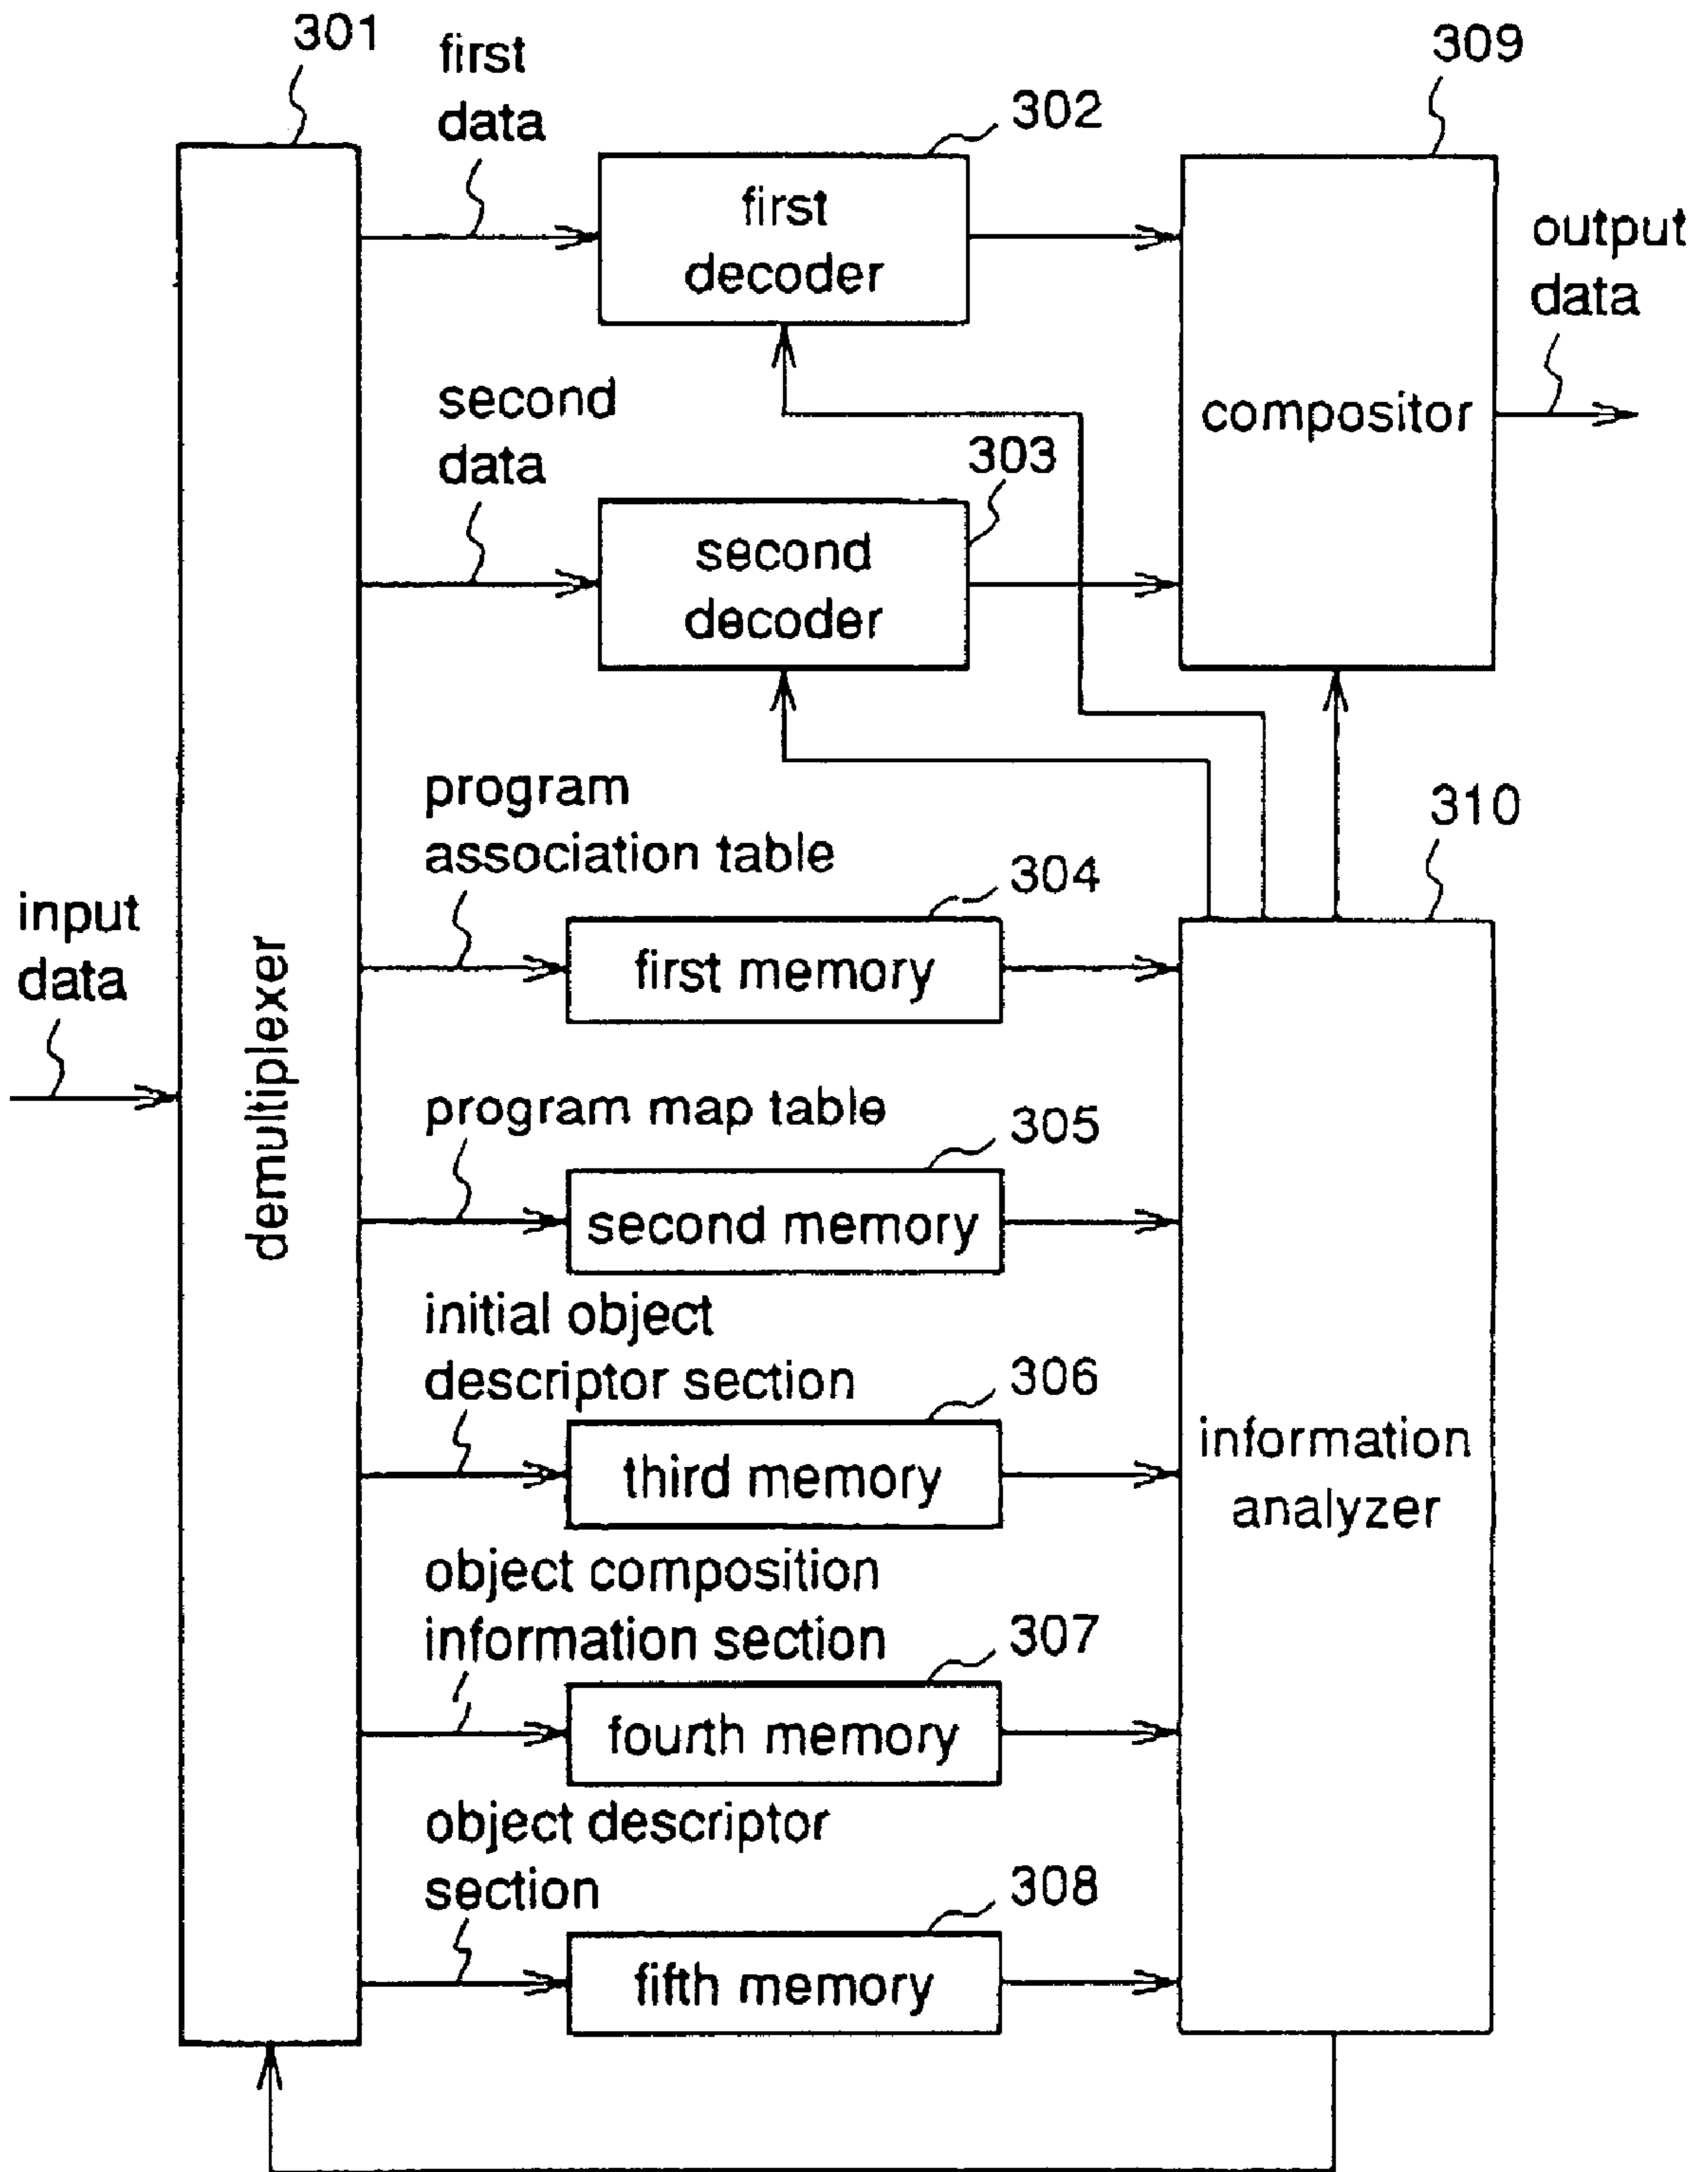 301
first
data
302
309
first
decoder
output
data
compositor
second
data
303
second
decoder
program
association table
304
310
input
data
demultiplexer
first memory
program map table
305
second memory
initial object
descriptor section
306
third memory
information
analyzer
object composition
information section
307
fourth memory
object descriptor
section
308
fifth memory